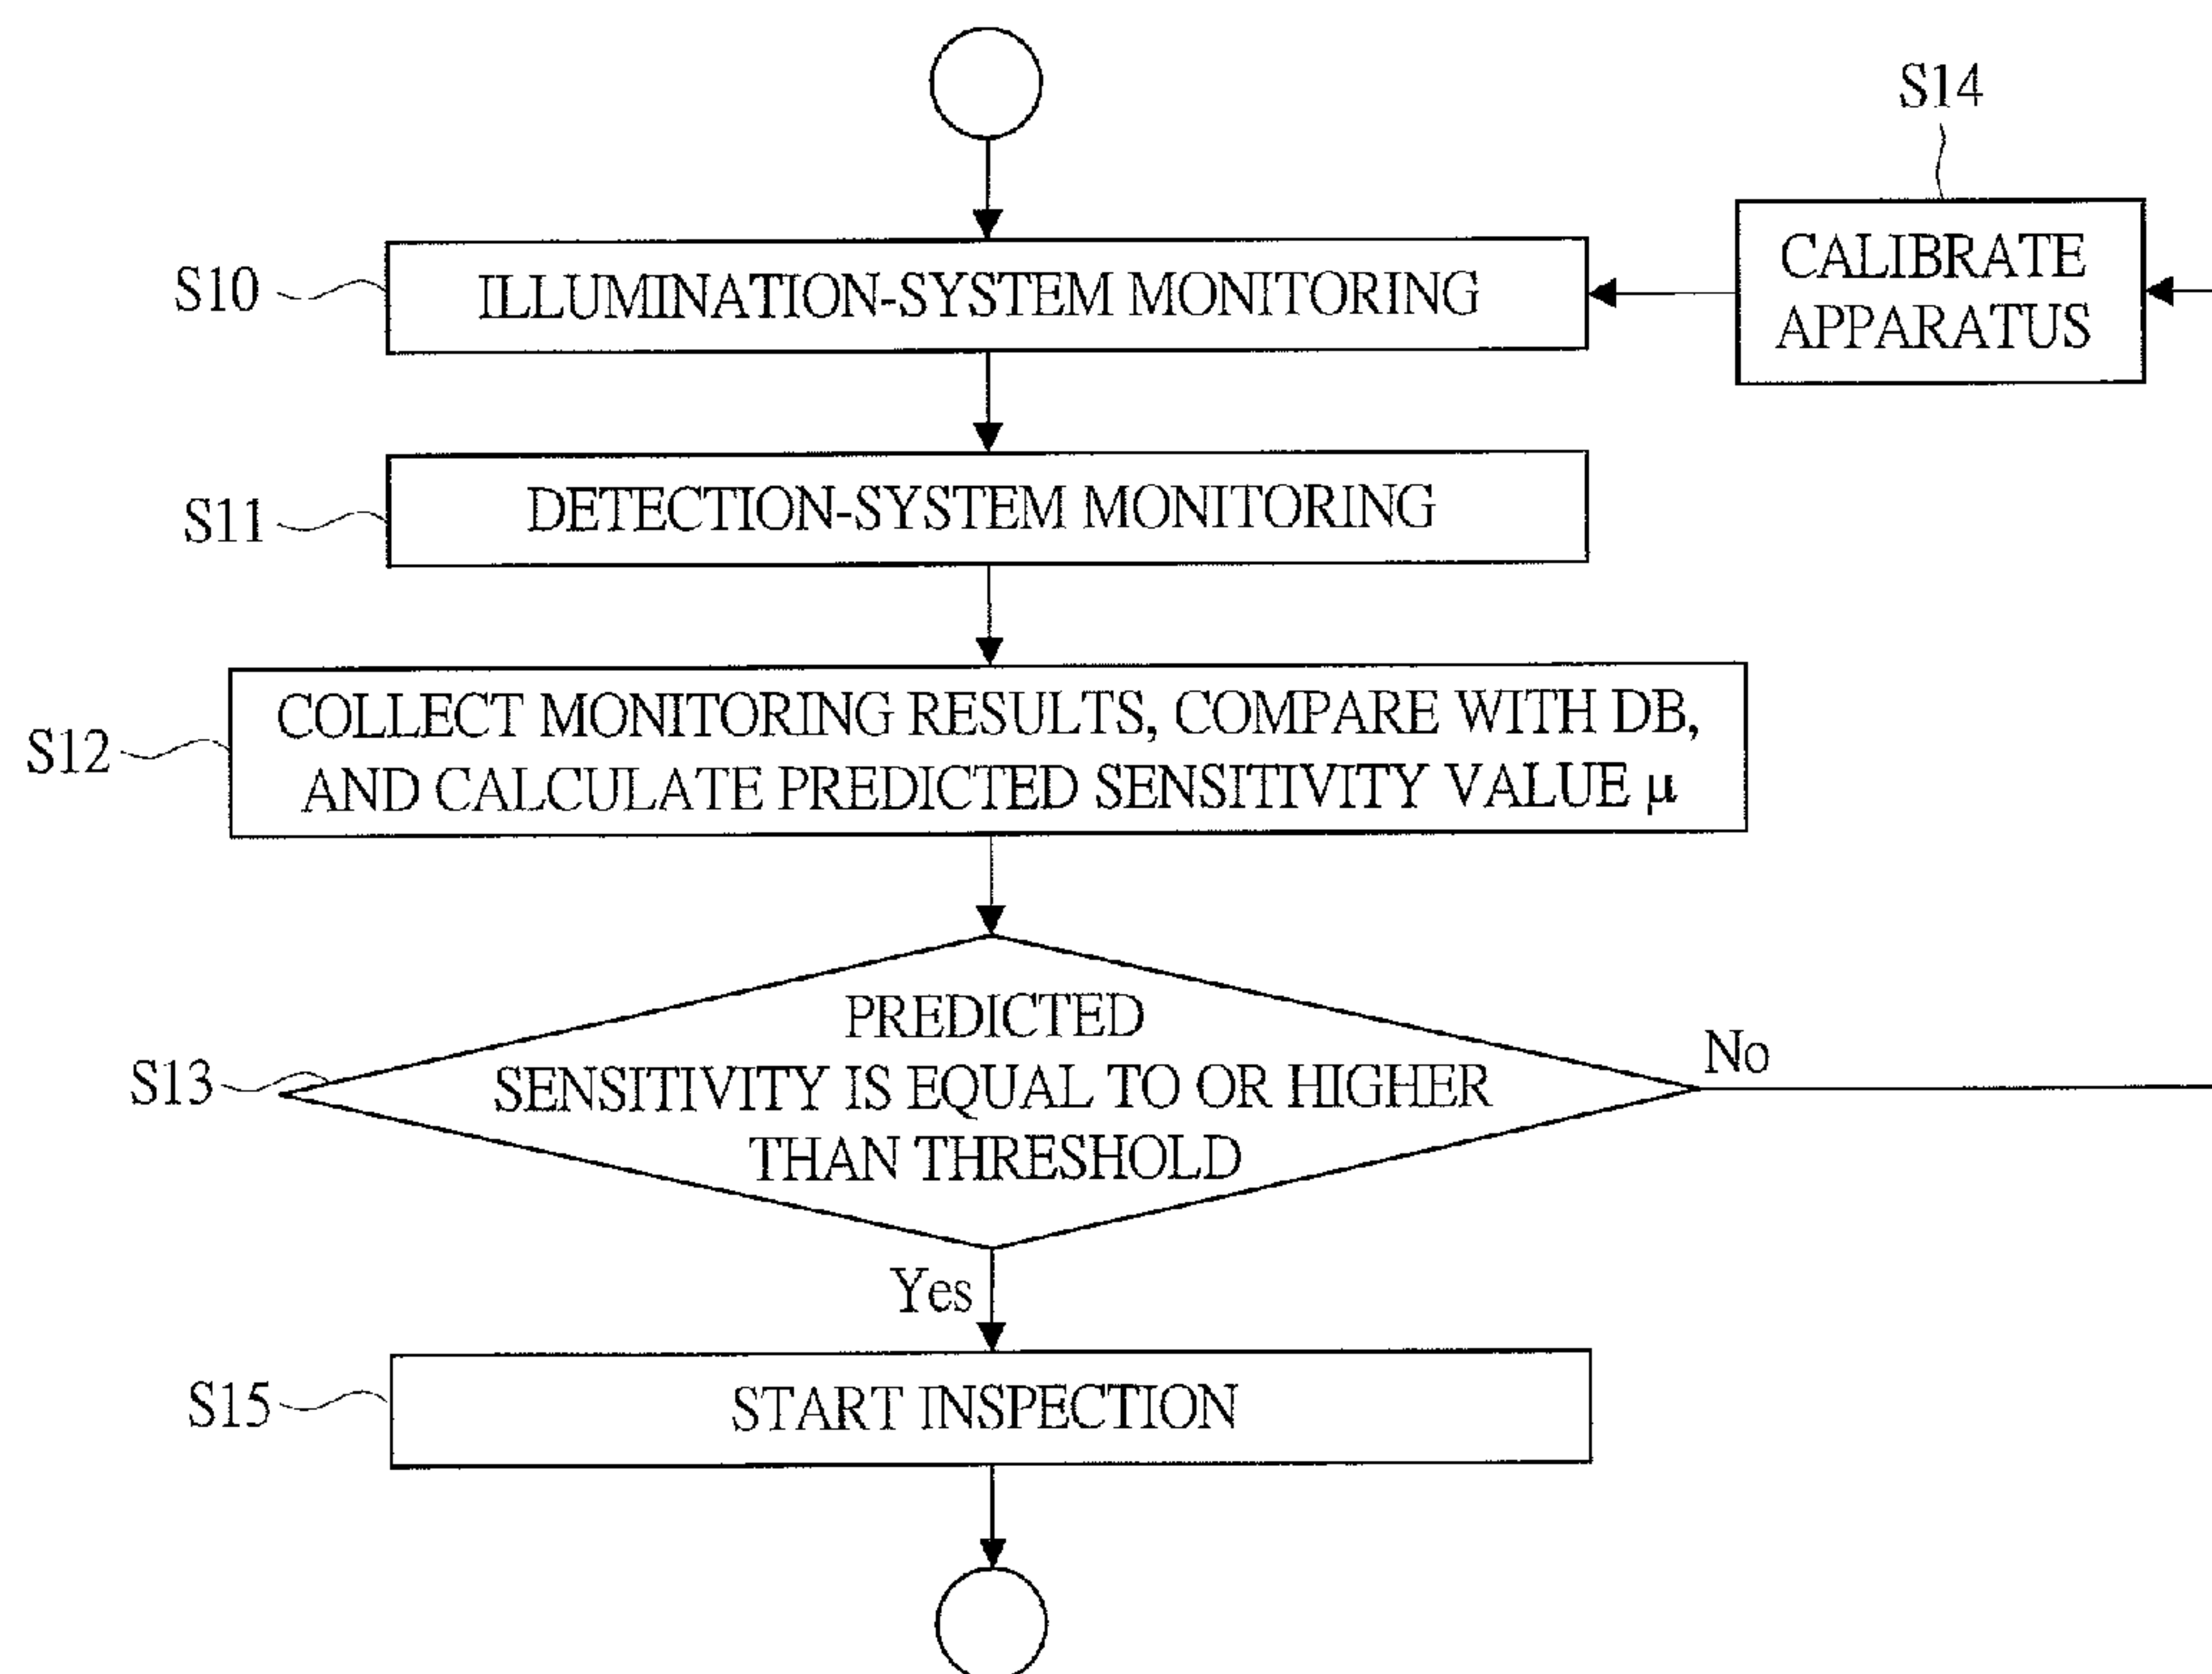 S14
CALIBRATE
APPARATUS
S10
ILLUMINATION-SYSTEM MONITORING
S11
DETECTION-SYSTEM MONITORING
S12
COLLECT MONITORING RESULTS, COMPARE WITH DB,
AND CALCULATE PREDICTED SENSITIVITY VALUE μ
S13
PREDICTED
SENSITIVITY IS EQUAL TO OR HIGHER
THAN THRESHOLD
No
Yes
S15
START INSPECTION